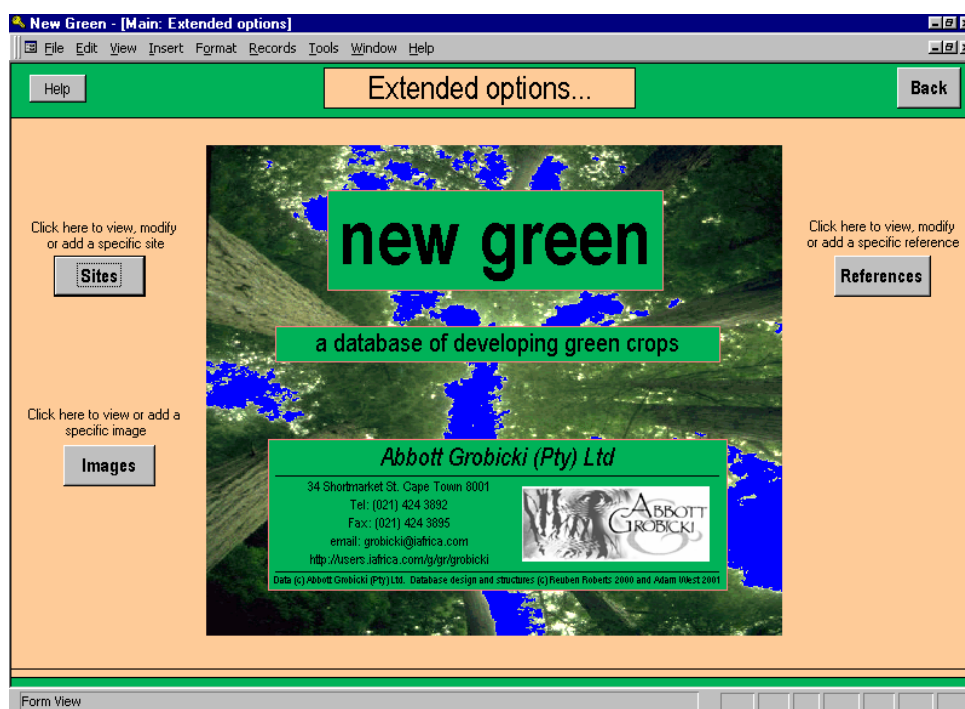 New Green - [Main: Extended options]
File Edit View Insert Format Records Tools Window Help
Help
Extended options...
Back
new green
a database of developing green crops
Click here to view, modify
or add a specific site
Sites
Click here to view, modify
or add a specific reference
References
Click here to view or add a
specific image
Images
Abbott Grobicki (Pty) Ltd
34 Shortmarket St. Cape Town 8001
Tel: (021) 424 3892
Fax: (021) 424 3895
email: grobicki@iafrica.com
http://users.iafrica.com/g/gr/grobicki
ABBOTT
GROBICKI
Data (c) Abbott Grobicki (Pty) Ltd. Database design and structures (c) Reuben Roberts 2000 and Adam West 2001
Form View